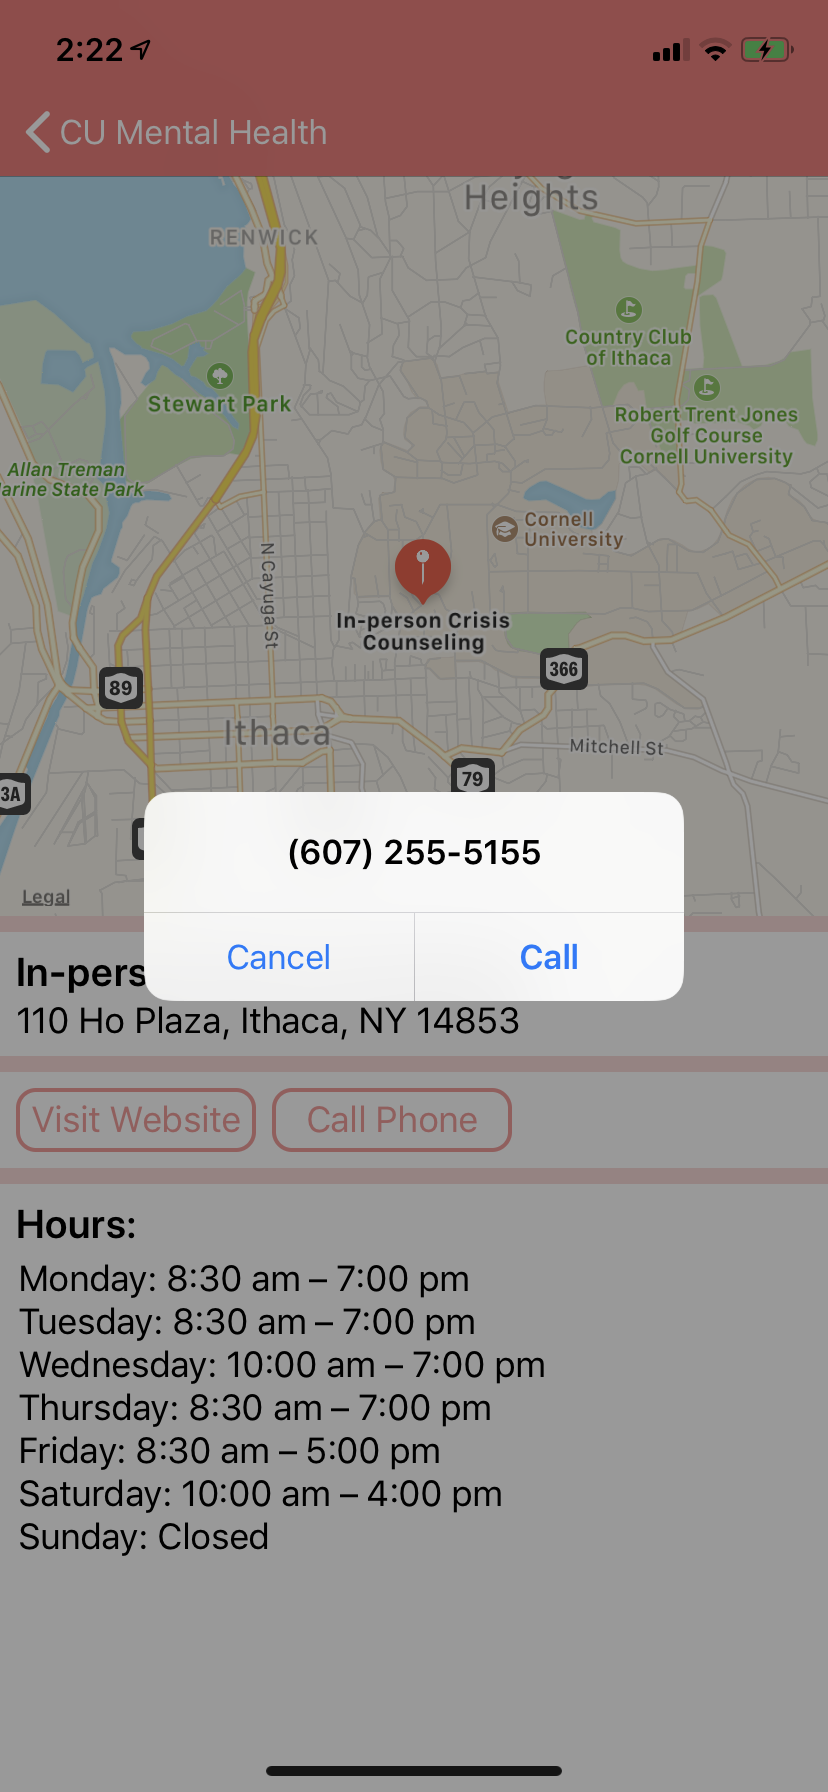 2:22
CU Mental Health
Heights
RENWICK
Country Club
of Ithaca
Stewart Park
Robert Trent Jones
Golf Course
Cornell University
Allan Treman
arine State Park
Cornell
University
N Cayuga St
In-person Crisis
Counseling
366
89
Ithaca
Mitchell St
79
3A
(607) 255-5155
Legal
Cancel
Call
In-pers
110 Ho Plaza, Ithaca, NY 14853
Visit Website
Call Phone
Hours:
Monday: 8:30 am – 7:00 pm
Tuesday: 8:30 am – 7:00 pm
Wednesday: 10:00 am – 7:00 pm
Thursday: 8:30 am – 7:00 pm
Friday: 8:30 am – 5:00 pm
Saturday: 10:00 am – 4:00 pm
Sunday: Closed